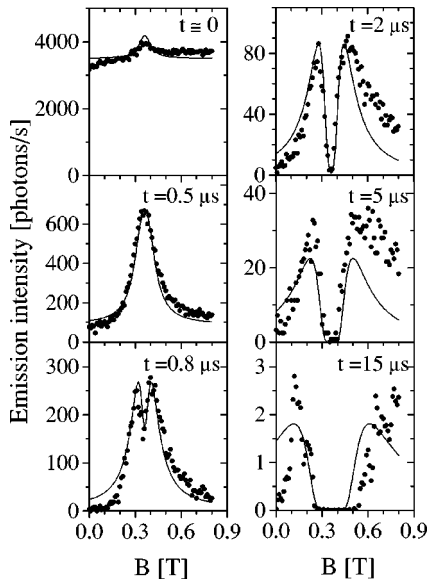 Emission intensity [photons/s]
t ≅ 0
4000
2000
0
t =0.5 µs
600
400
200
0
t =0.8 µs
300
200
100
0
0.0 0.3 0.6 0.9
B [T]
t =2 µs
80
40
0
t =5 µs
40
20
0
t =15 µs
3
2
1
0
0.0 0.3 0.6 0.9
B [T]